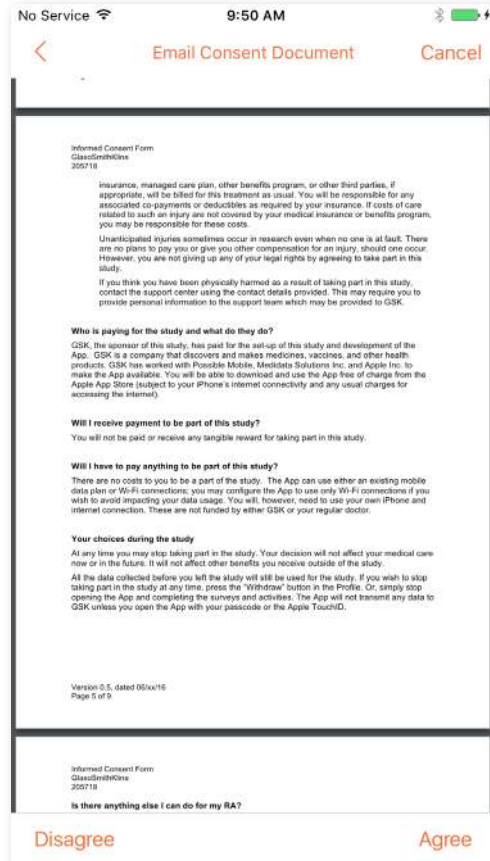 No Service 9:50 AM
Email Consent Document Cancel
Informed Consent Form
GlaxoSmithKline
205718
insurance, managed care plan, other benefits program, or other third parties, if
appropriate, will be billed for this treatment as usual. You will be responsible for any
associated co-payments or deductibles as required by your insurance. If costs of care
related to such an injury are not covered by your medical insurance or benefits program,
you may be responsible for these costs.
Unanticipated injuries sometimes occur in research even when no one is at fault. There
are no plans to pay you or give you other compensation for an injury, should one occur.
However, you are not giving up any of your legal rights by agreeing to take part in this
study.
If you think you have been physically harmed as a result of taking part in this study,
contact the support center using the contact details provided. This may require you to
provide personal information to the support team which may be provided to GSK.
Who is paying for the study and what do they do?
GSK, the sponsor of this study, has paid for the set-up of this study and development of the
App. GSK is a company that discovers and makes medicines, vaccines, and other health
products. GSK has worked with Possible Mobile, Medidata Solutions Inc. and Apple Inc. to
make the App available. You will be able to download and use the App free of charge from the
Apple App Store (subject to your iPhone's internet connectivity and any usual charges for
accessing the internet).
Will I receive payment to be part of this study?
You will not be paid or receive any tangible reward for taking part in this study.
Will I have to pay anything to be part of this study?
There are no costs to you to be a part of the study. The App can use either an existing mobile
data plan or Wi-Fi connections; you may configure the App to use only Wi-Fi connections if you
wish to avoid impacting your data usage. You will, however, need to use your own iPhone and
internet connection. These are not funded by either GSK or your regular doctor.
Your choices during the study
At any time you may stop taking part in the study. Your decision will not affect your medical care
now or in the future. It will not affect other benefits you receive outside of the study.
All the data collected before you left the study will still be used for the study. If you wish to stop
taking part in the study at any time, press the "Withdraw" button in the Profile. Or, simply stop
opening the App and completing the surveys and activities. The App will not transmit any data to
GSK unless you open the App with your passcode or the Apple TouchID.
Version 0.5, dated 06/xx/16
Page 5 of 9
Informed Consent Form
GlaxoSmithKline
205718
Is there anything else I can do for my RA?
Disagree Agree